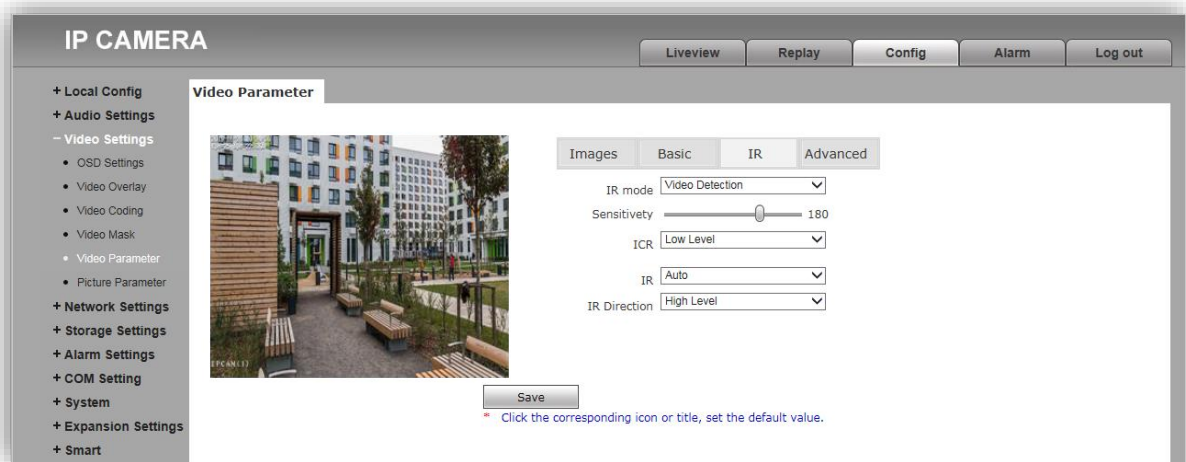 IP CAMERA
Liveview Replay Config Alarm Log out
+ Local Config
+ Audio Settings
- Video Settings
• OSD Settings
• Video Overlay
• Video Coding
• Video Mask
• Video Parameter
• Picture Parameter
+ Network Settings
+ Storage Settings
+ Alarm Settings
+ COM Setting
+ System
+ Expansion Settings
+ Smart
Video Parameter
IPCAM(1)
Images Basic IR Advanced
IR mode Video Detection
Sensitivety 180
ICR Low Level
IR Auto
IR Direction High Level
Save
* Click the corresponding icon or title, set the default value.